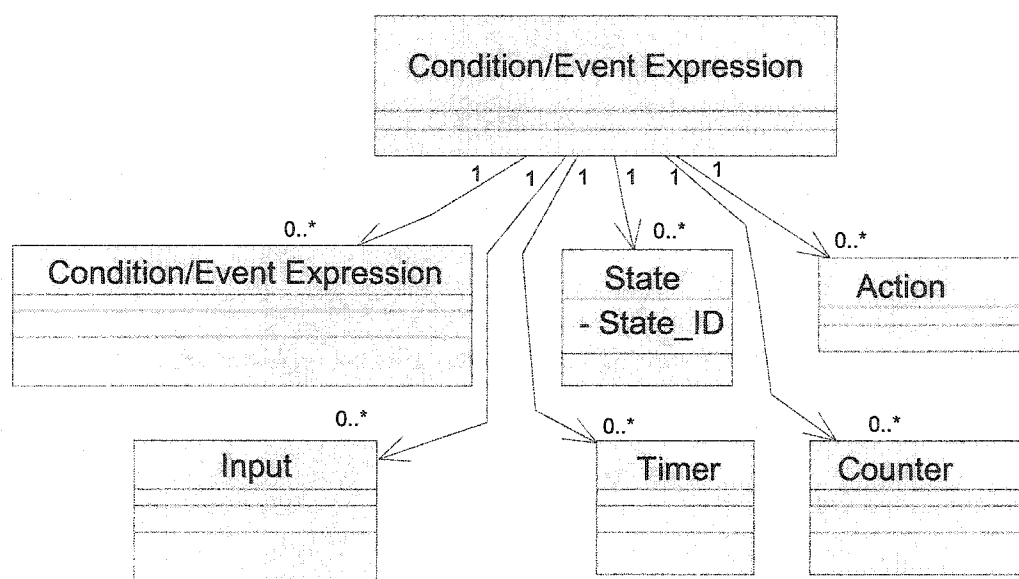 Condition/Event Expression
1 1 1 1 1 1
0..* 0..* 0..*
Condition/Event Expression
State
- State_ID
Action
0..* 0..* 0..*
Input
Timer
Counter